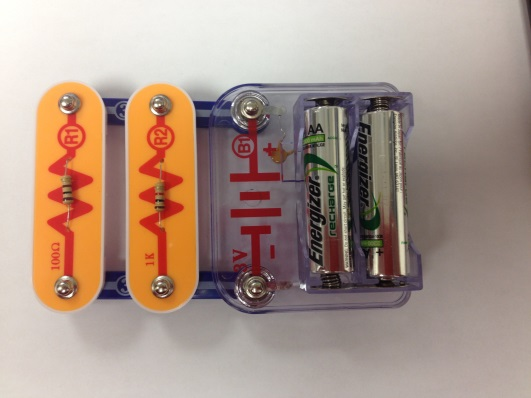 R1
100Ω
R2
1K
B1
+
3V
AA
Energizer
RECHARGE
Energizer
+